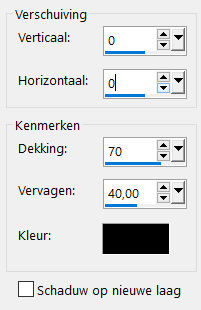 Verschuiving
Verticaal: 0
Horizontaal: 0
Kenmerken
Dekking: 70
Vervagen: 40,00
Kleur:
Schaduw op nieuwe laag